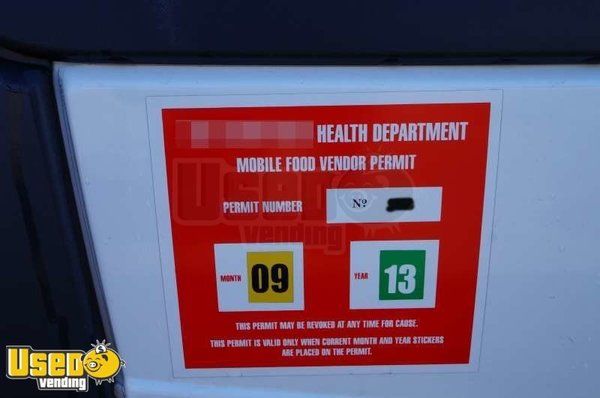 HEALTH DEPARTMENT
MOBILE FOOD VENDOR PERMIT
PERMIT NUMBER Nº
MONTH 09 YEAR 13
THIS PERMIT MAY BE REVOKED AT ANY TIME FOR CAUSE.
THIS PERMIT IS VALID ONLY WHEN CURRENT MONTH AND YEAR STICKERS
ARE PLACED ON THE PERMIT.
USED
vending
USED
vending